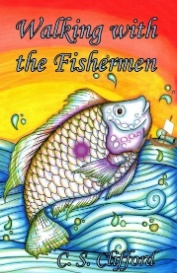 Walking with
the Fishermen
C. S. Clifford